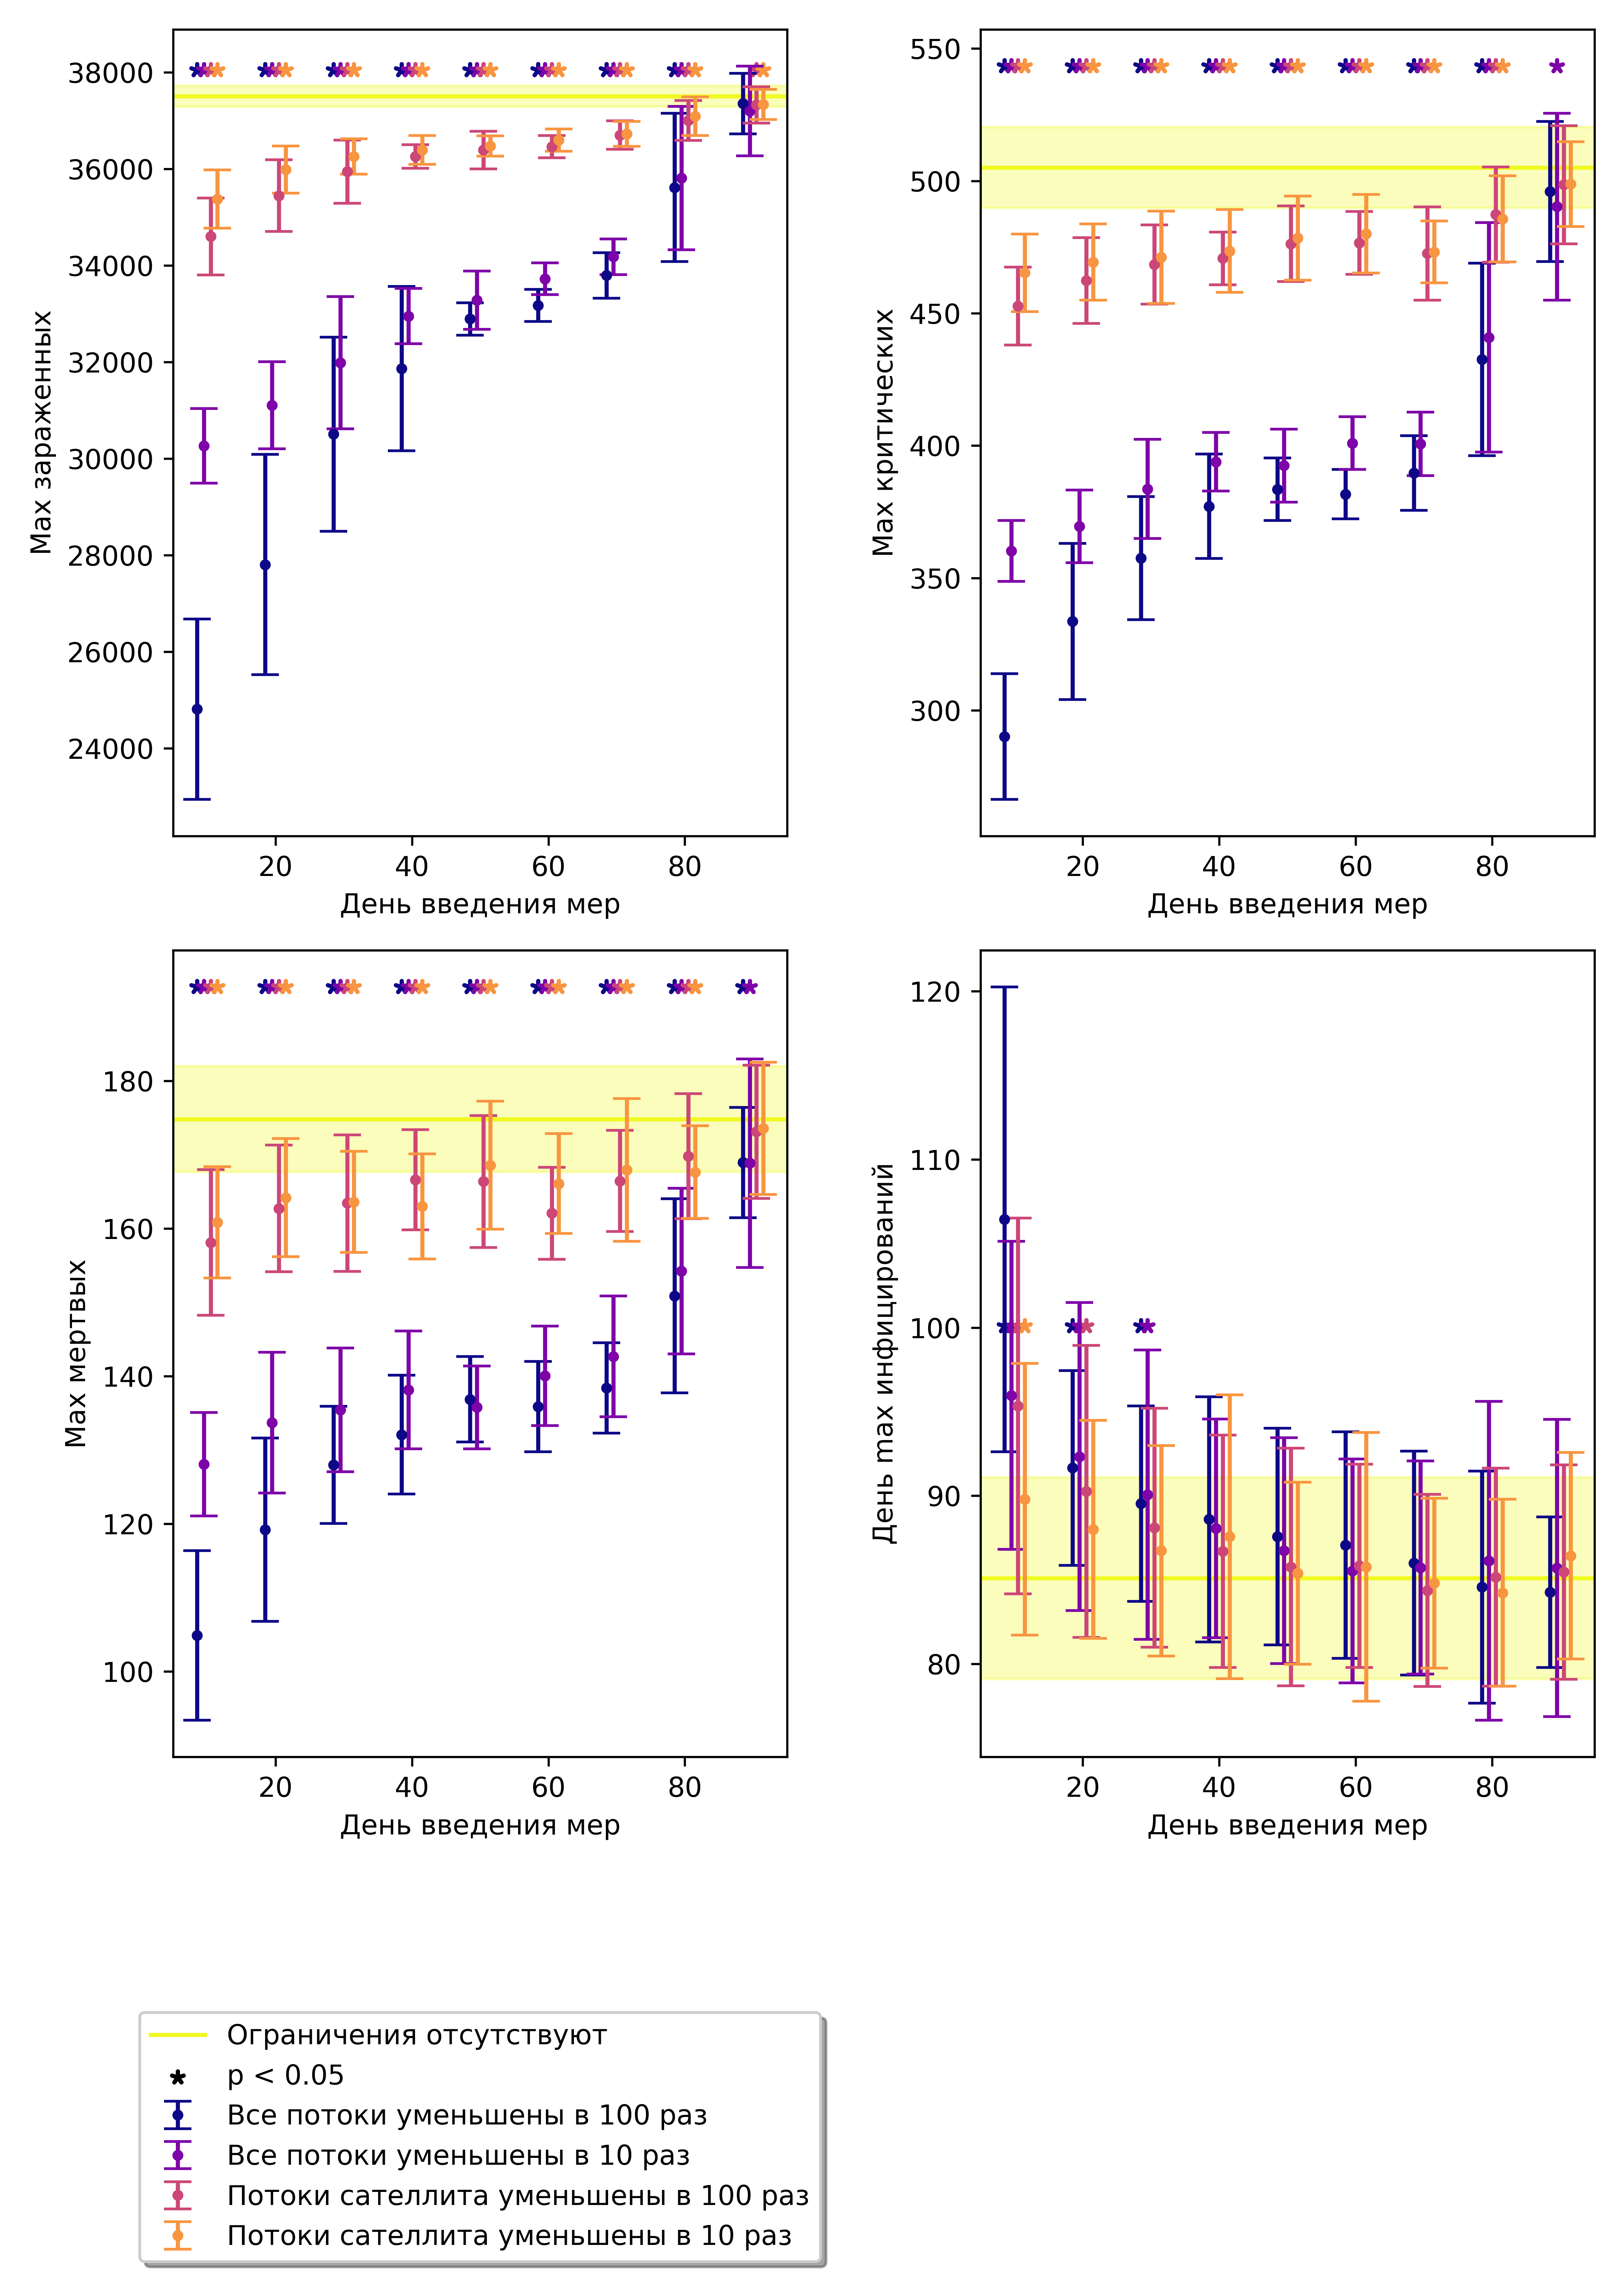 38000
36000
34000
32000
30000
28000
26000
24000
Max зараженных
20 40 60 80
День введения мер
550
500
450
400
350
300
Max критических
20 40 60 80
День введения мер
180
160
140
120
100
Max мертвых
20 40 60 80
День введения мер
120
110
100
90
80
День max инфицирований
20 40 60 80
День введения мер
Ограничения отсутствуют
p < 0.05
Все потоки уменьшены в 100 раз
Все потоки уменьшены в 10 раз
Потоки сателлита уменьшены в 100 раз
Потоки сателлита уменьшены в 10 раз